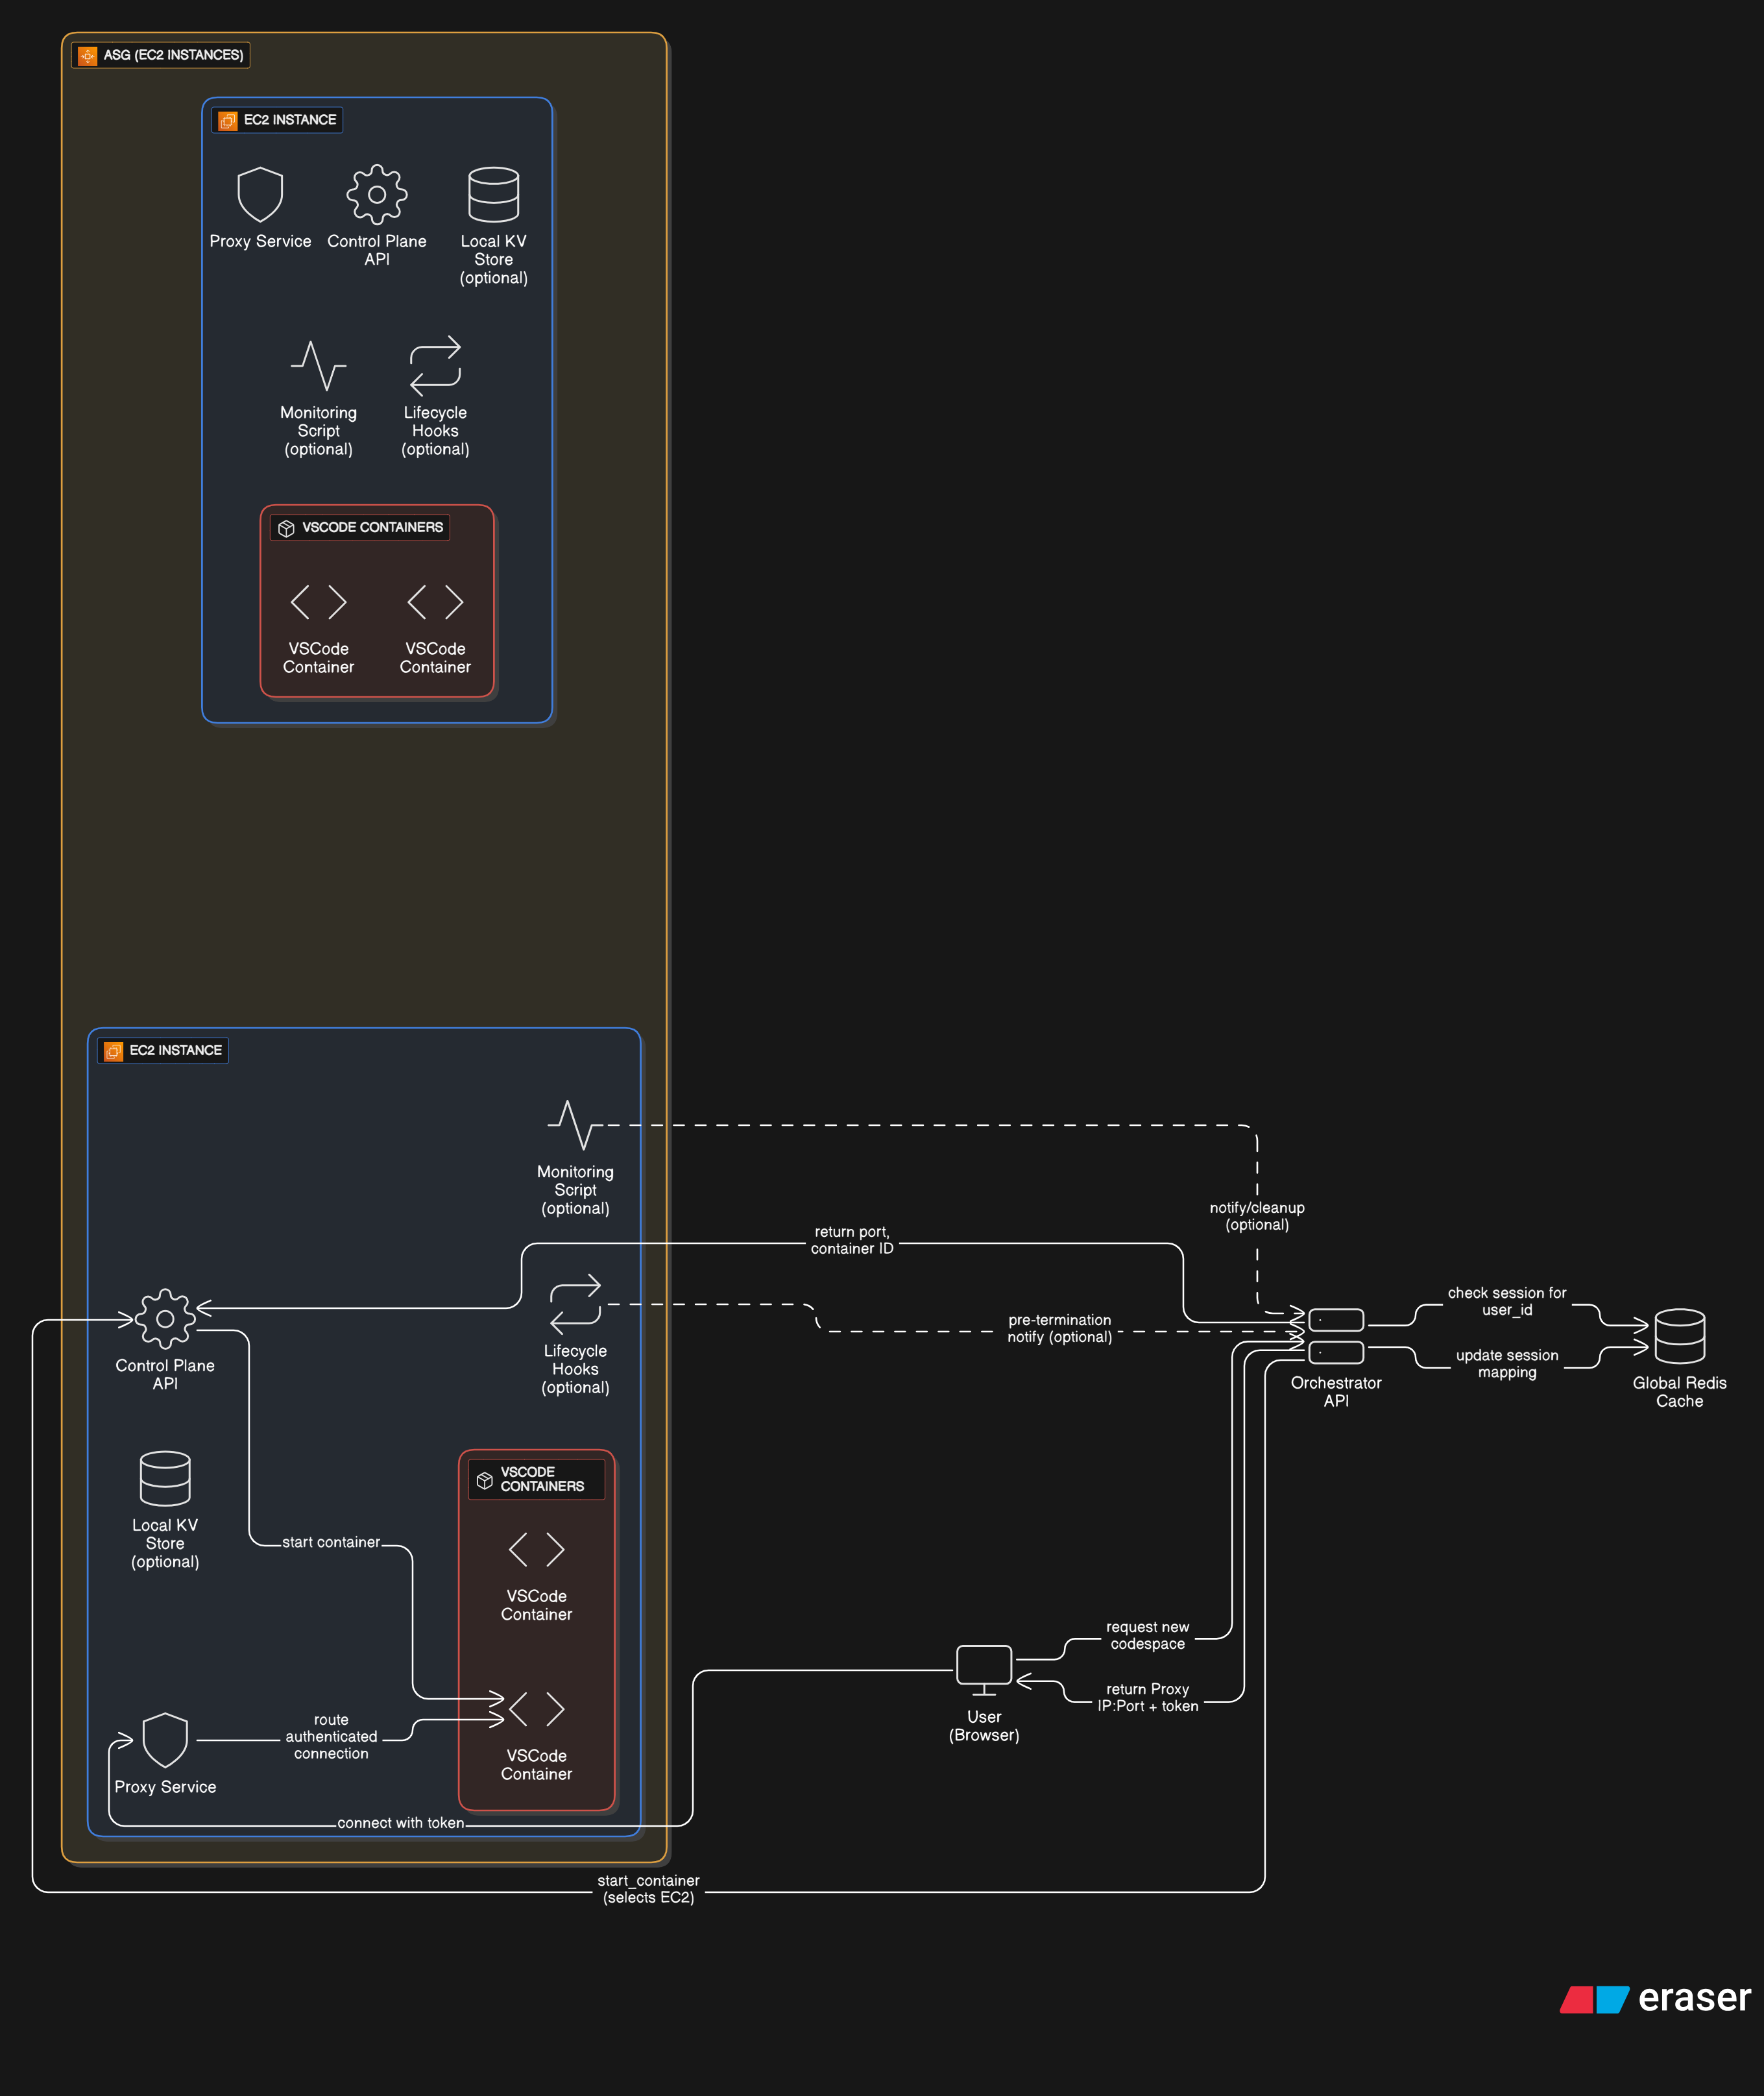 ASG (EC2 INSTANCES)
EC2 INSTANCE
Proxy Service
Control Plane
API
Local KV
Store
(optional)
Monitoring
Script
(optional)
Lifecycle
Hooks
(optional)
VSCODE CONTAINERS
VSCode
Container
VSCode
Container
EC2 INSTANCE
Monitoring
Script
(optional)
notify/cleanup
(optional)
return port,
container ID
Control Plane
API
Lifecycle
Hooks
(optional)
pre-termination
notify (optional)
Orchestrator
API
check session for
user_id
update session
mapping
Global Redis
Cache
Local KV
Store
(optional)
start container
VSCODE
CONTAINERS
VSCode
Container
VSCode
Container
route
authenticated
connection
Proxy Service
connect with token
request new
codespace
return Proxy
IP:Port + token
User
(Browser)
start_container
(selects EC2)
eraser